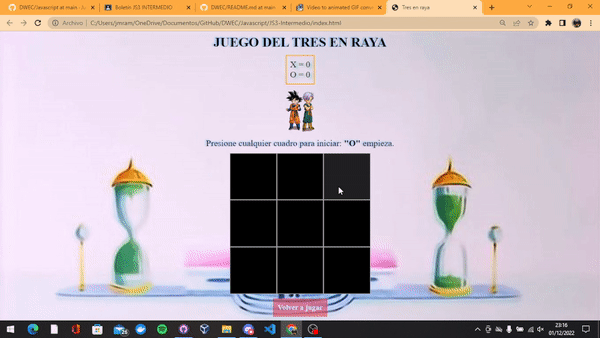 DWEC/Javascript at main
Boletín JS3 INTERMEDIO
DWEC/README.md at main
Video to animated GIF con
Tres en raya
Archivo
C:/Users/jmram/OneDrive/Documentos/GitHub/DWEC/Javascript/JS3-Intermedio/index.html
JUEGO DEL TRES EN RAYA
X = 0
O = 0
Presione cualquier cuadro para iniciar: "O" empieza.
Volver a jugar
23:16
01/12/2022